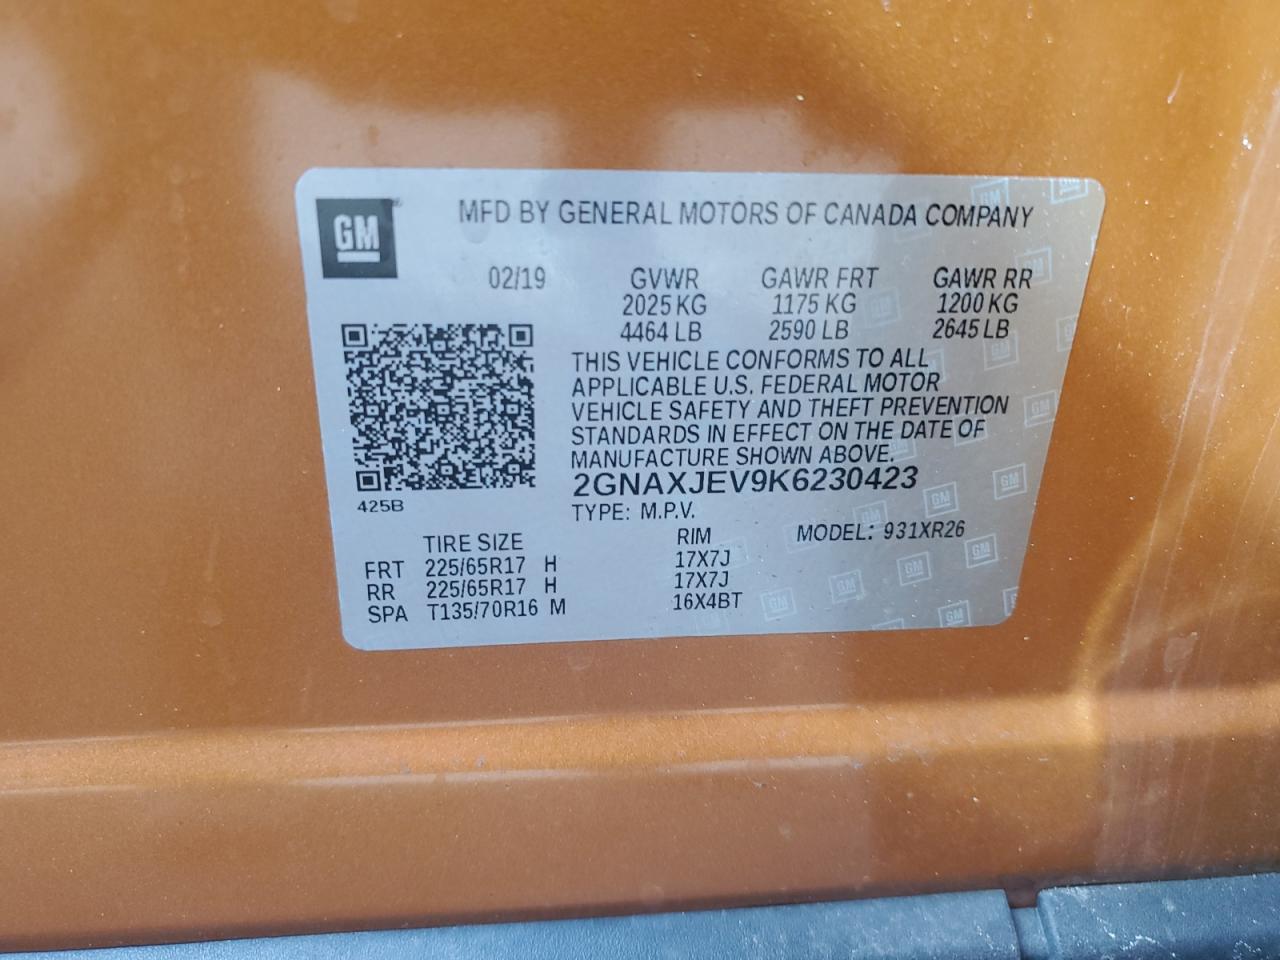 GM
MFD BY GENERAL MOTORS OF CANADA COMPANY
02/19 GVWR GAWR FRT GAWR RR
2025 KG 1175 KG 1200 KG
4464 LB 2590 LB 2645 LB
THIS VEHICLE CONFORMS TO ALL
APPLICABLE U.S. FEDERAL MOTOR
VEHICLE SAFETY AND THEFT PREVENTION
STANDARDS IN EFFECT ON THE DATE OF
MANUFACTURE SHOWN ABOVE.
2GNAXJEV9K6230423
425B
TYPE: M.P.V.
TIRE SIZE RIM MODEL: 931XR26
FRT 225/65R17 H 17X7J
RR 225/65R17 H 17X7J
SPA T135/70R16 M 16X4BT